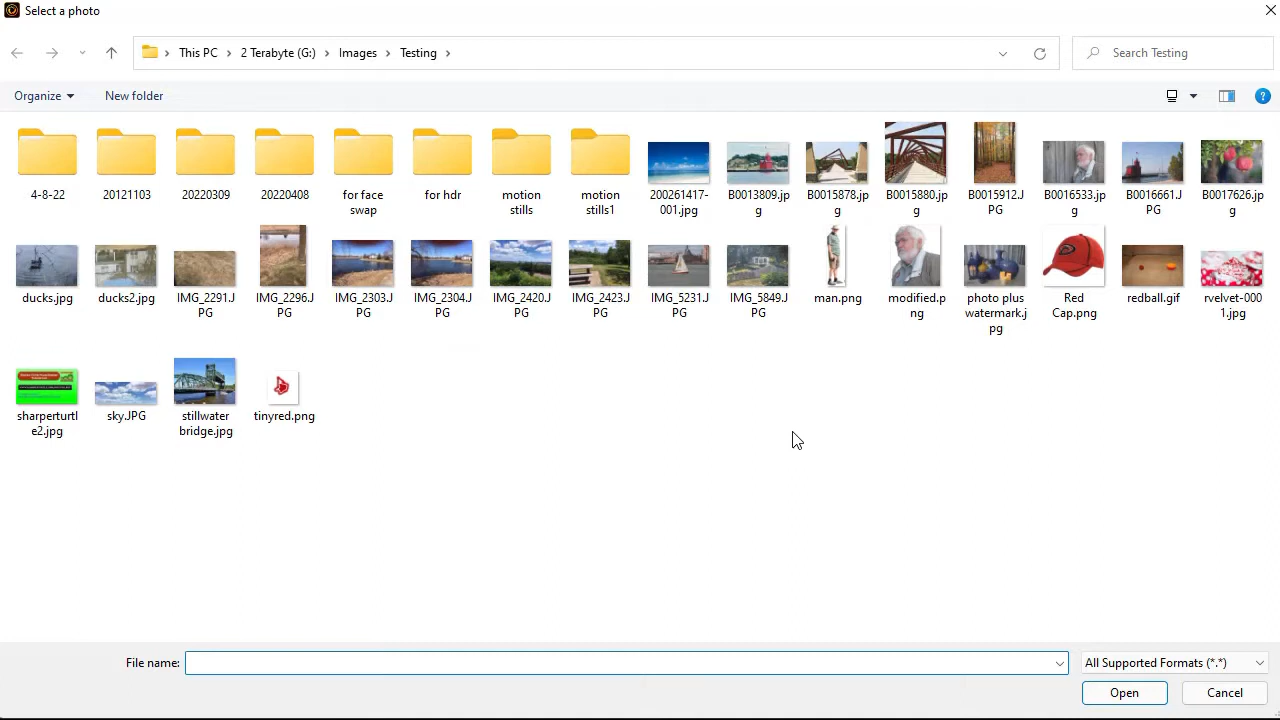 Select a photo
This PC
2 Terabyte (G:)
Images
Testing
Search Testing
Organize
New folder
4-8-22
20121103
20220309
20220408
for face
swap
for hdr
motion
stills
motion
stills1
200261417-
001.jpg
B0013809.jp
g
B0015878.jp
g
B0015880.jp
g
B0015912.J
PG
B0016533.jp
g
B0016661.J
PG
B0017626.jp
g
ducks.jpg
ducks2.jpg
IMG_2291.J
PG
IMG_2296.J
PG
IMG_2303.J
PG
IMG_2304.J
PG
IMG_2420.J
PG
IMG_2423.J
PG
IMG_5231.J
PG
IMG_5849.J
PG
man.png
modified.p
ng
photo plus
watermark.j
pg
Red
Cap.png
redball.gif
rvelvet-000
1.jpg
sharperturtl
e2.jpg
sky.JPG
stillwater
bridge.jpg
tinyred.png
File name:
All Supported Formats (*.*)
Open
Cancel